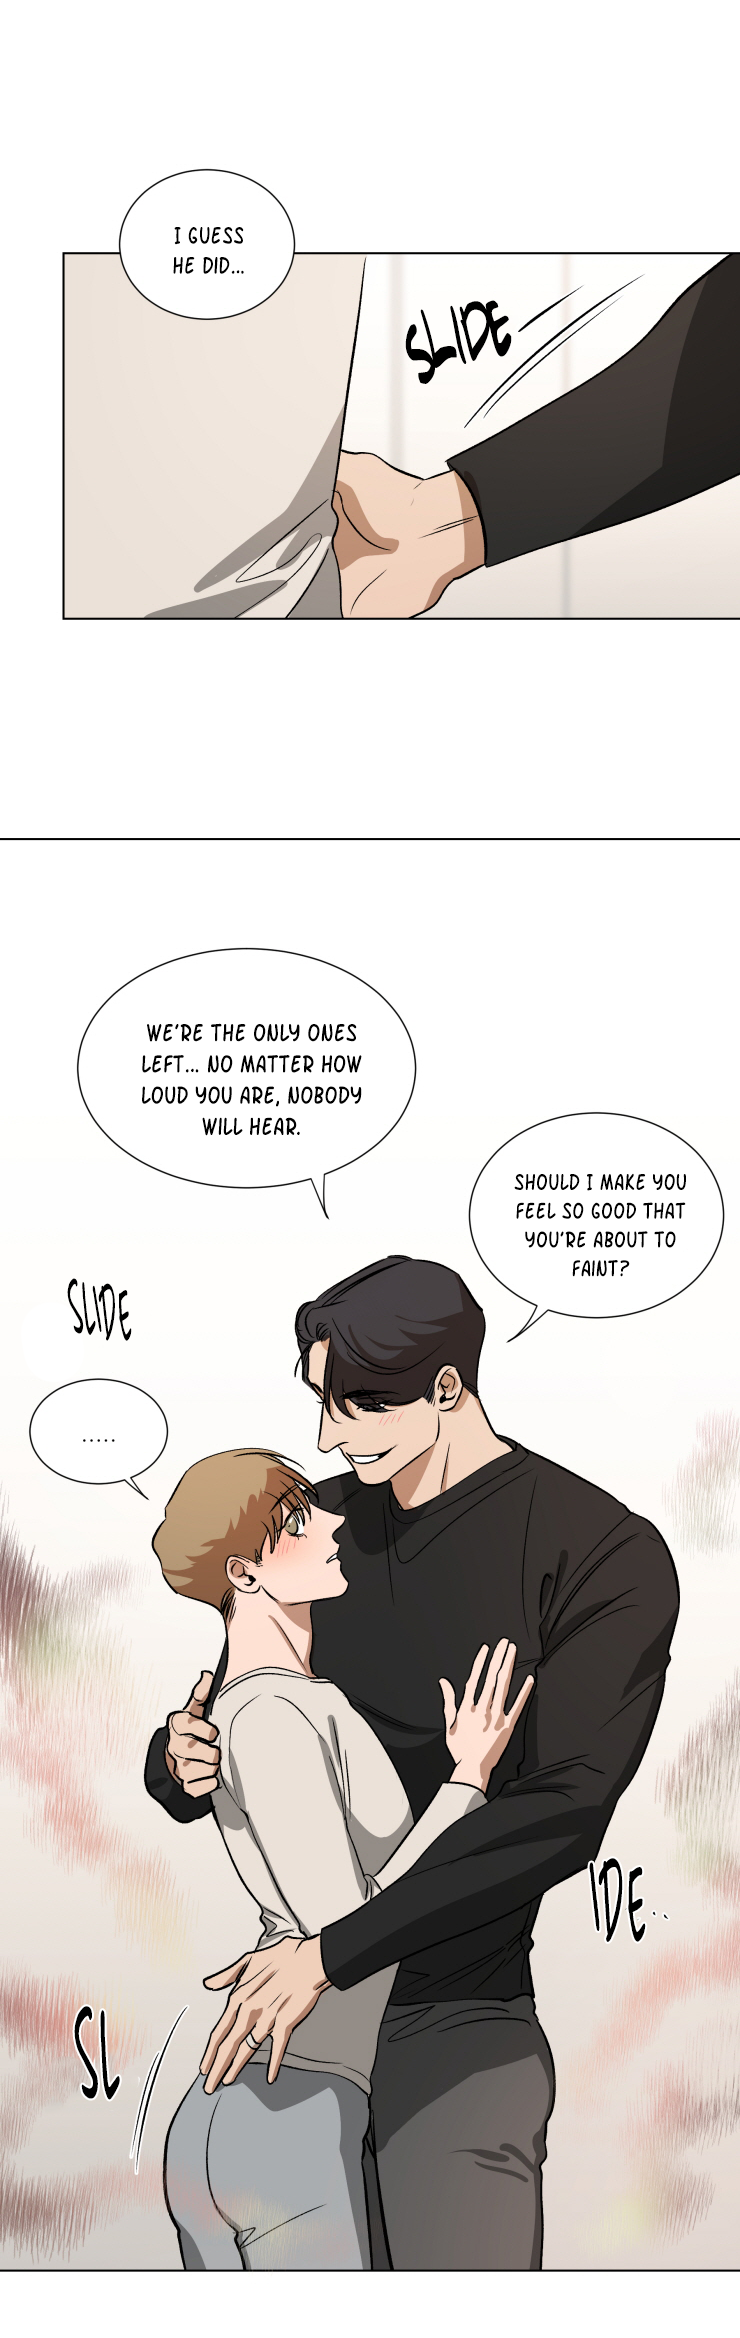 I GUESS
HE DID...
SLIDE
WE'RE THE ONLY ONES
LEFT... NO MATTER HOW
LOUD YOU ARE, NOBODY
WILL HEAR.
SHOULD I MAKE YOU
FEEL SO GOOD THAT
YOU'RE ABOUT TO
FAINT?
SLIDE
.....
IDE..
SL